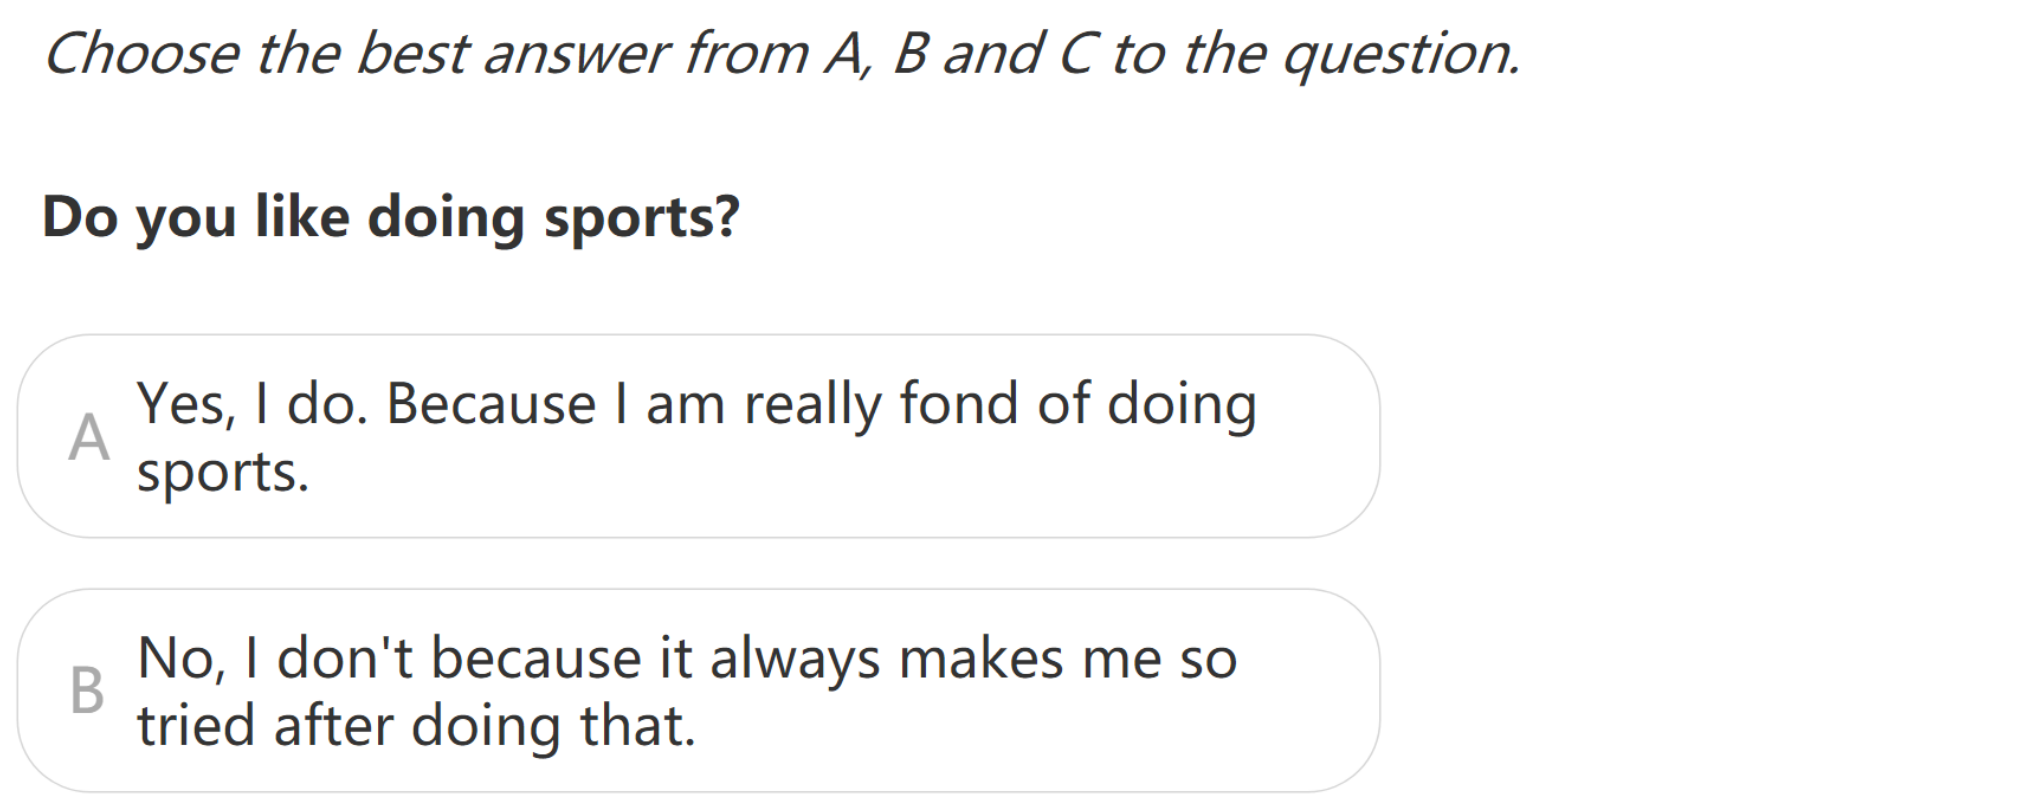 Choose the best answer from A, B and C to the question.
Do you like doing sports?
A
Yes, I do. Because I am really fond of doing
sports.
B
No, I don't because it always makes me so
tried after doing that.